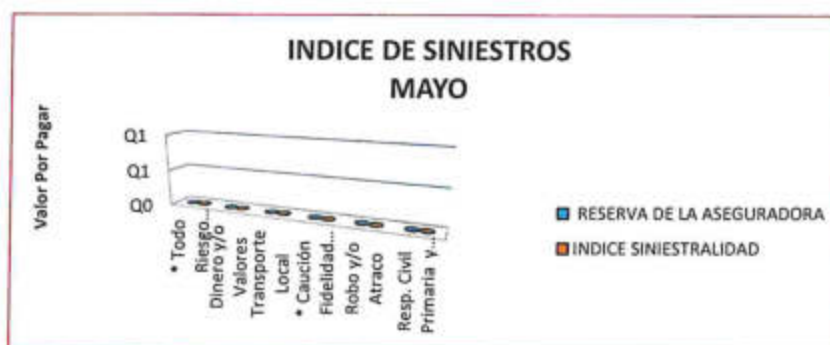 INDICE DE SINIESTROS
MAYO
Valor Por Pagar
Q1
Q1
Q0
* Todo
Riesgo...
Dinero y/o
Valores
Transporte
Local
* Caución
Fidelidad...
Robo y/o
Atraco
Resp. Civil
Primaria y...
RESERVA DE LA ASEGURADORA
INDICE SINIESTRALIDAD